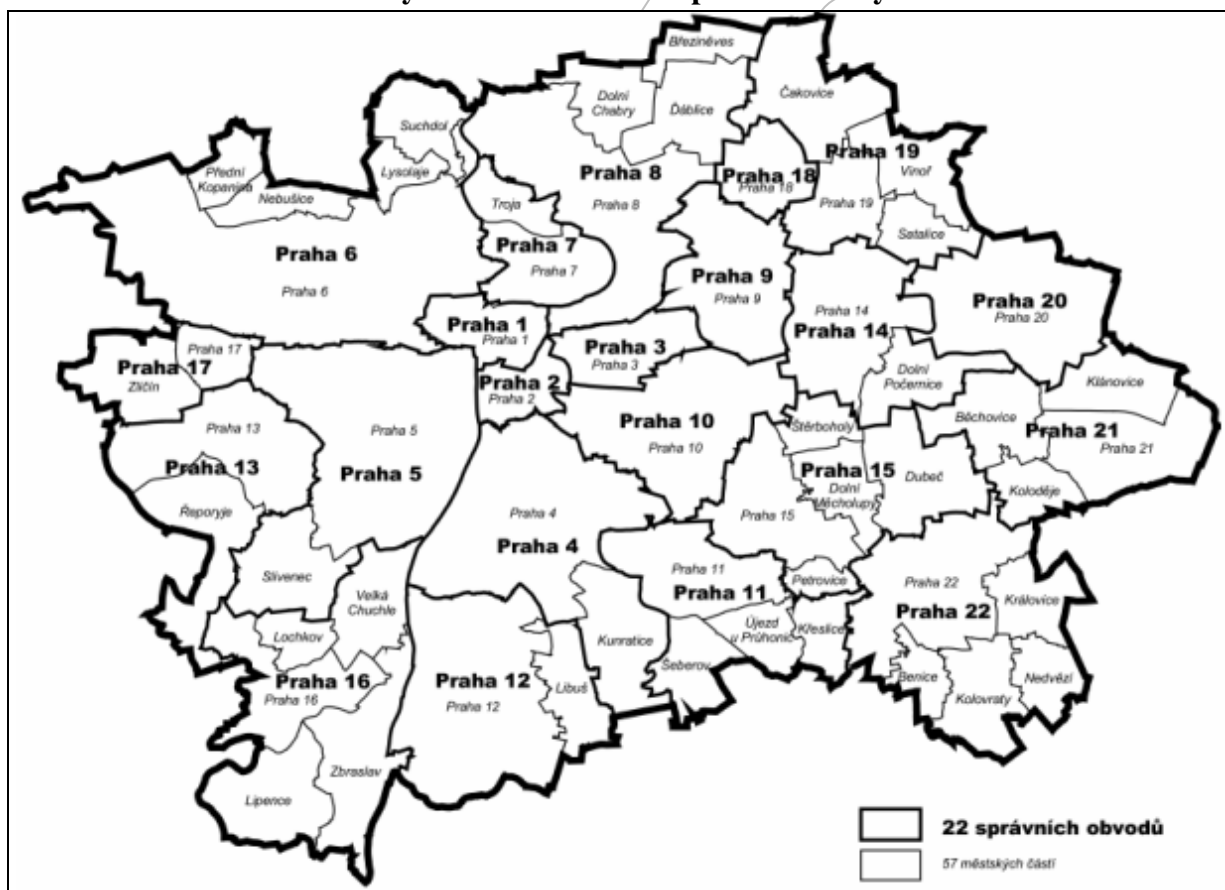 Březiněves
Čakovice
Dolní
Chabry
Ďáblice
Suchdol
Praha 19
Přední
Kopanina
Lysolaje
Praha 8
Praha 18
Praha 18
Vinoř
Nebušice
Troja
Praha 8
Praha 19
Satalice
Praha 7
Praha 6
Praha 7
Praha 9
Praha 6
Praha 9
Praha 20
Praha 20
Praha 14
Praha 1
Praha 1
Praha 14
Praha 3
Praha 3
Praha 17
Praha 17
Zličín
Dolní
Počernice
Klánovice
Praha 2
Praha 2
Praha 10
Praha 10
Štěrboholy
Běchovice
Praha 21
Praha 21
Praha 13
Praha 13
Praha 5
Praha 5
Praha 15
Dolní
Měcholupy
Dubeč
Koloděje
Řeporyje
Praha 4
Praha 4
Praha 15
Slivenec
Velká
Chuchle
Praha 11
Praha 11
Petrovice
Praha 22
Praha 22
Královice
Lochkov
Kunratice
Újezd
u Průhonic
Křeslice
Šeberov
Praha 16
Praha 16
Praha 12
Praha 12
Libuš
Benice
Kolovraty
Nedvězí
Zbraslav
Lipence
22 správních obvodů
57 městských částí